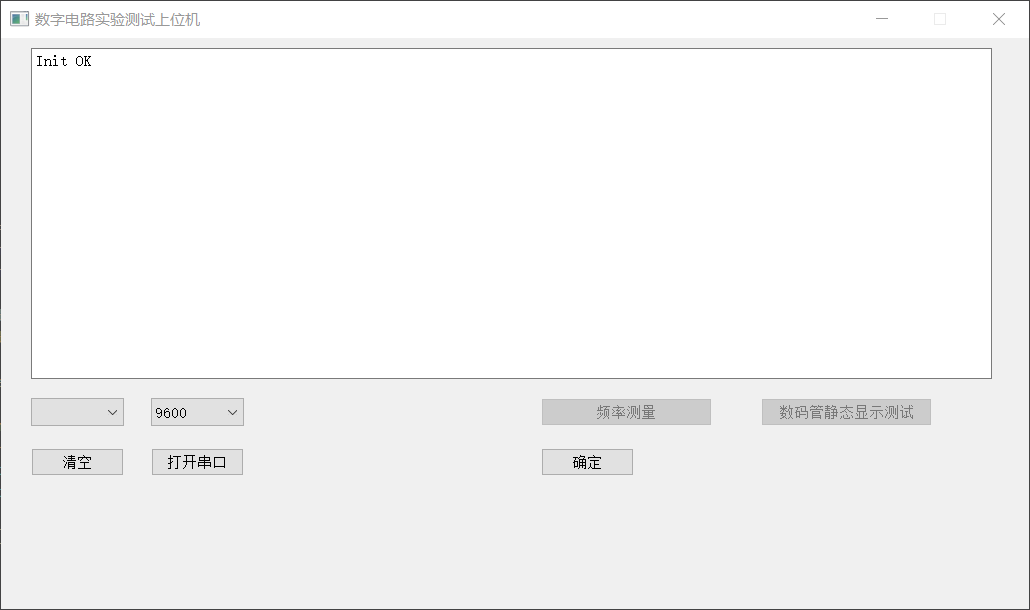 数字电路实验测试上位机
Init OK
9600
频率测量
数码管静态显示测试
清空
打开串口
确定